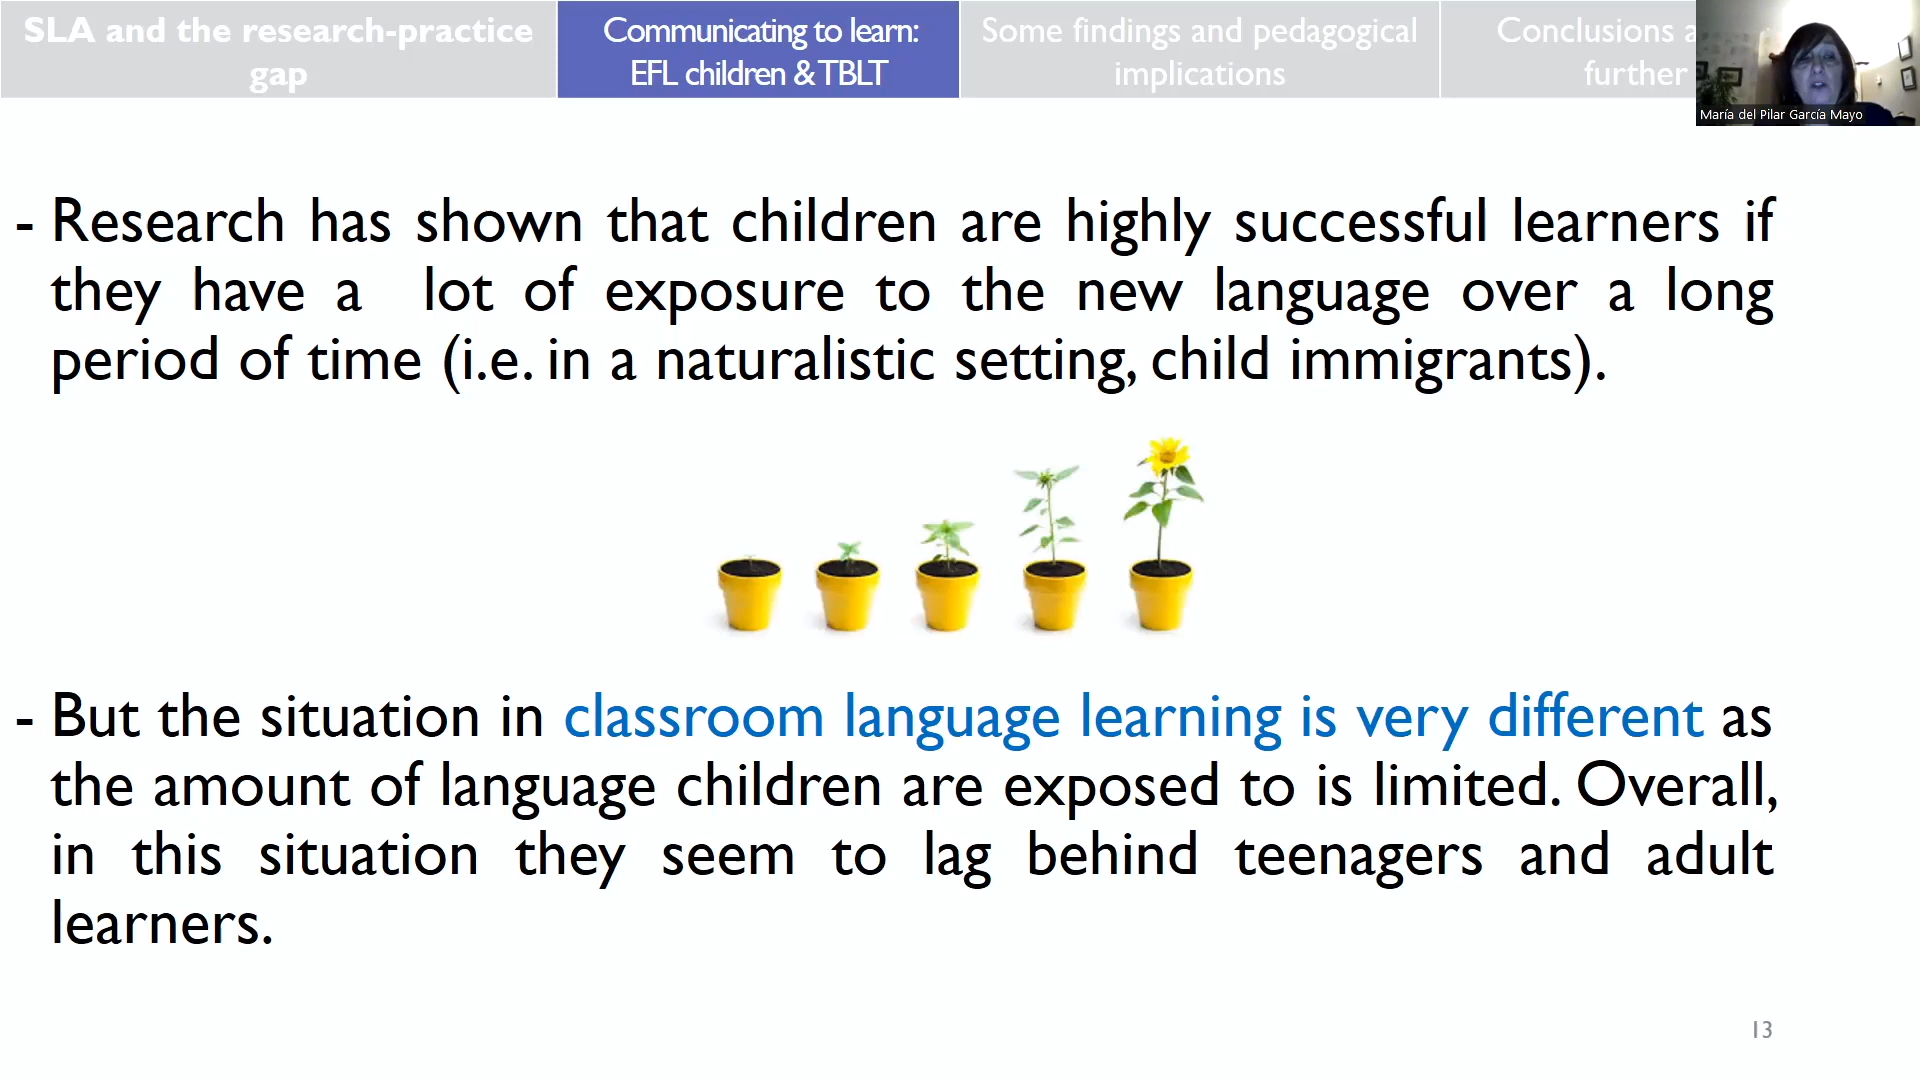 SLA and the research-practice
gap
Communicating to learn:
EFL children & TBLT
Some findings and pedagogical
implications
Conclusions a
further
María del Pilar García Mayo
- Research has shown that children are highly successful learners if
they have a lot of exposure to the new language over a long
period of time (i.e. in a naturalistic setting, child immigrants).
- But the situation in classroom language learning is very different as
the amount of language children are exposed to is limited. Overall,
in this situation they seem to lag behind teenagers and adult
learners.
13